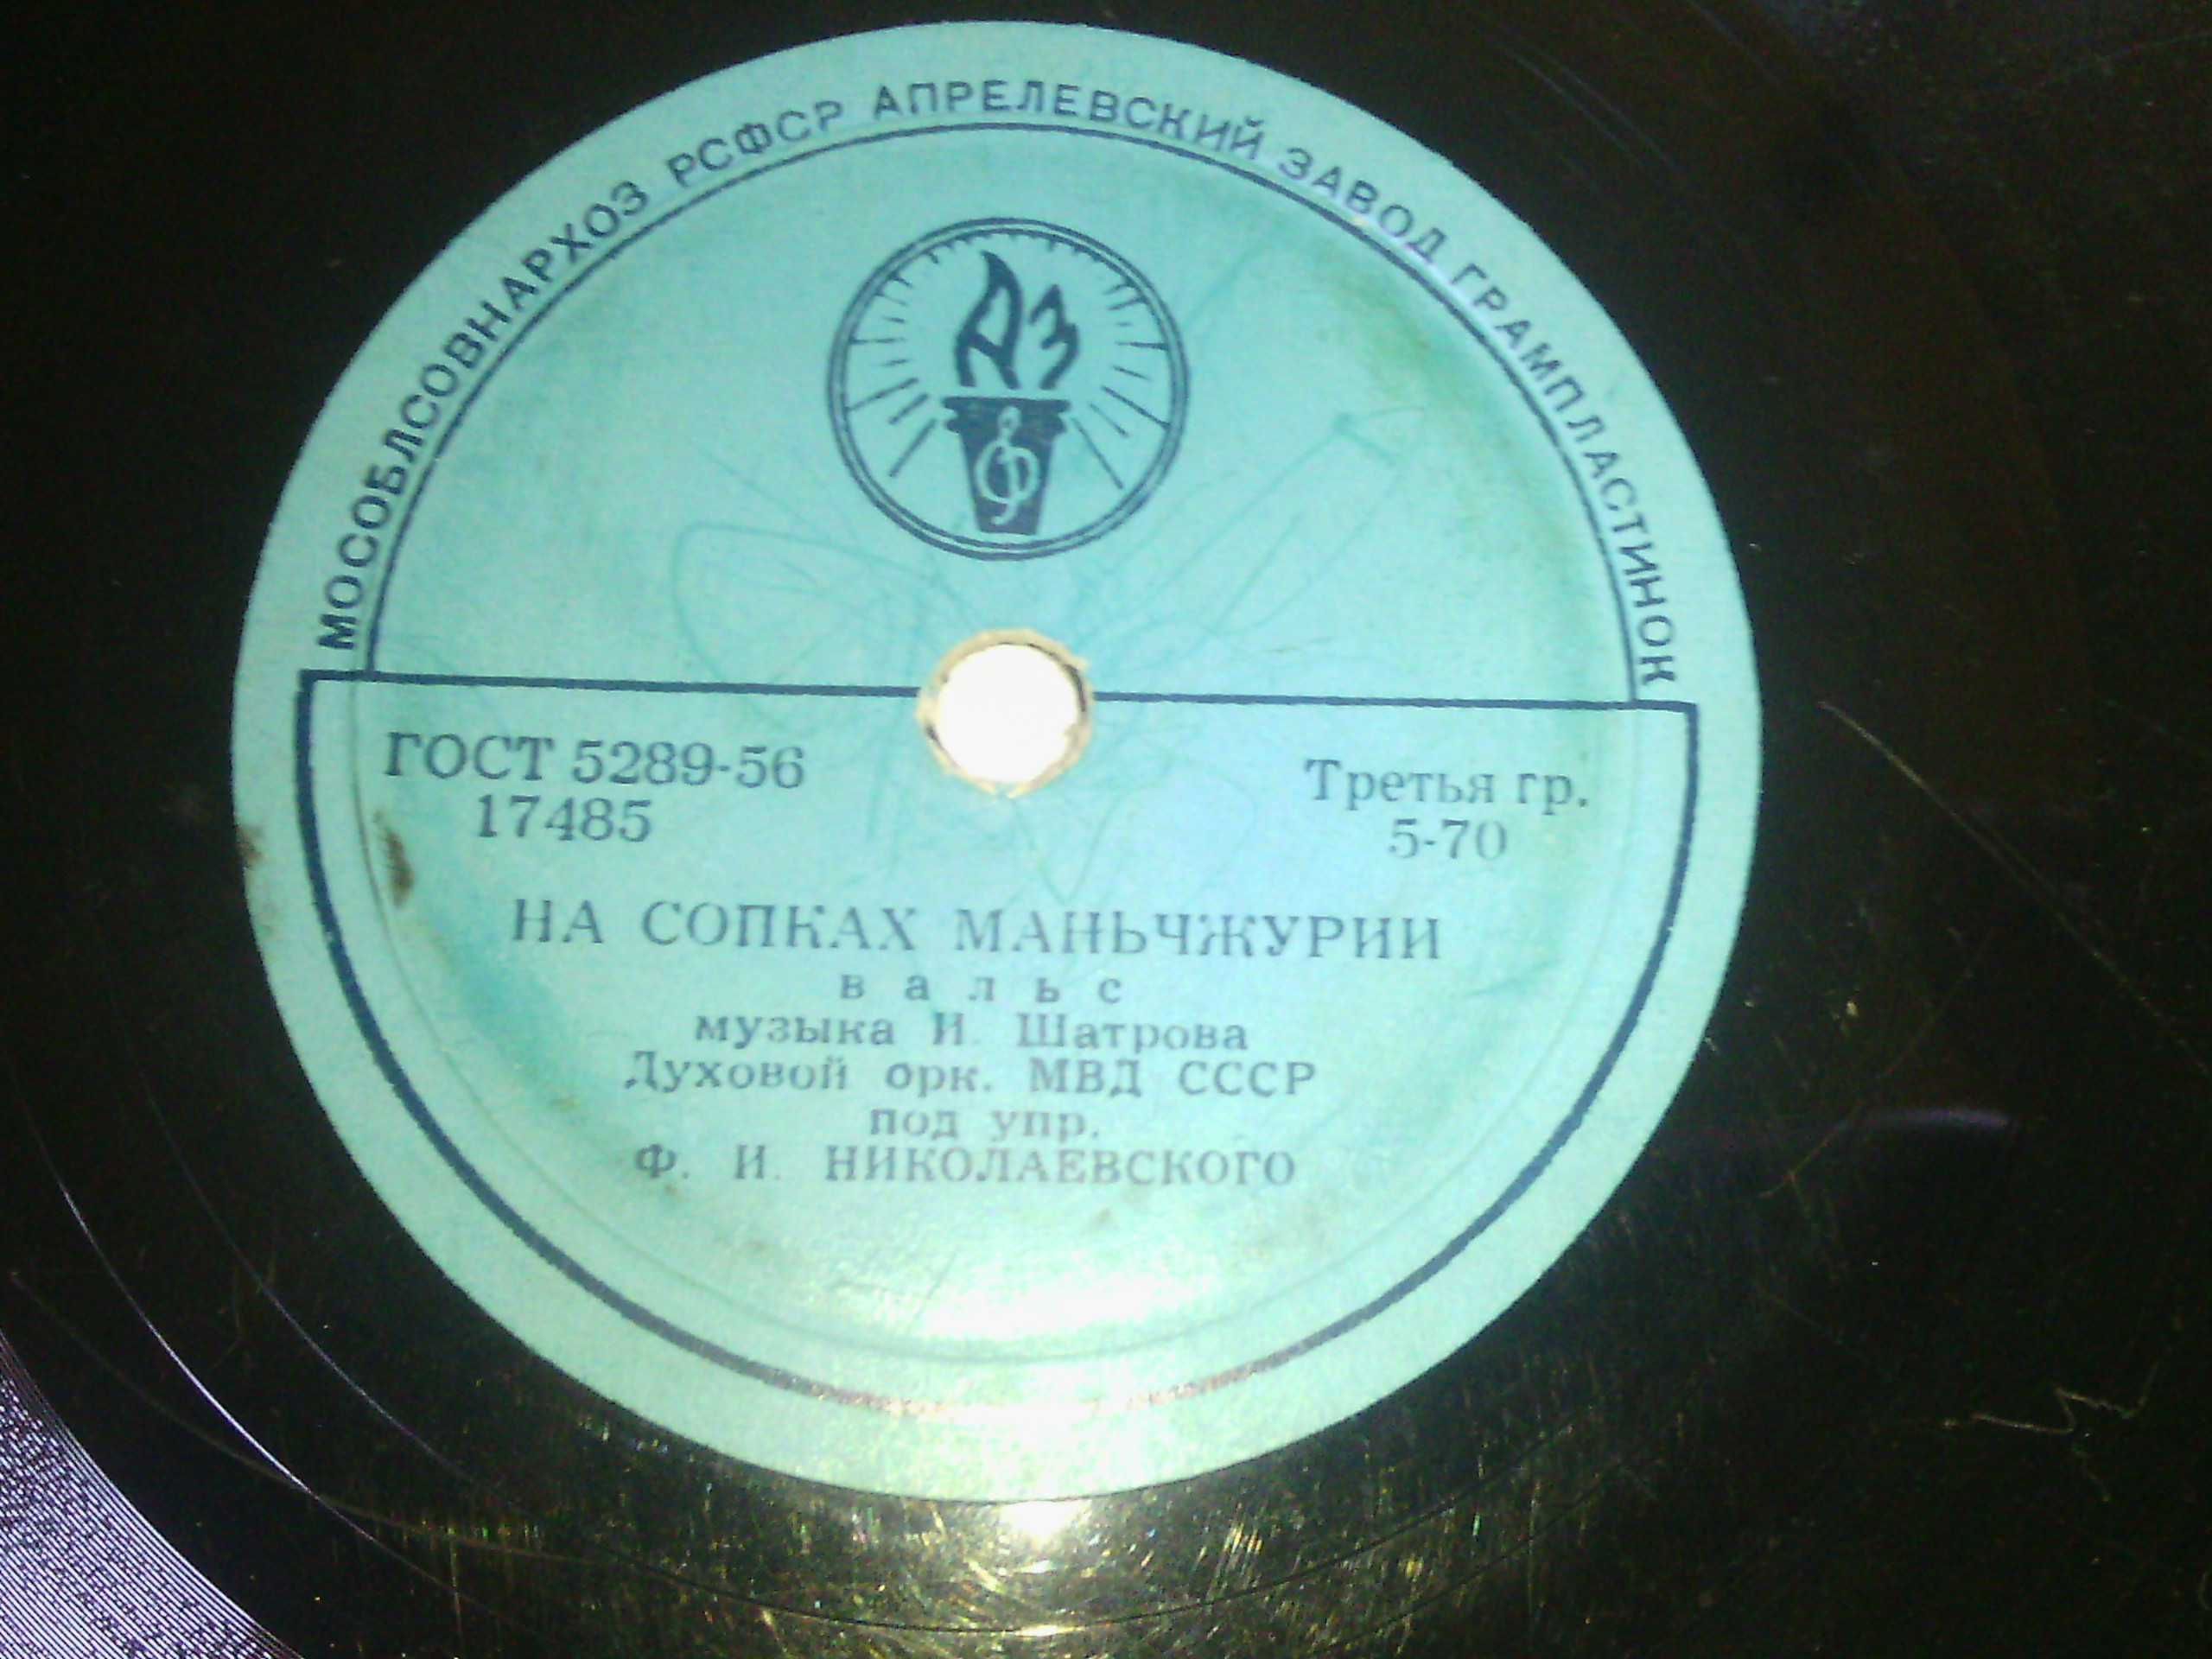 МОСОБЛСОВНАРХОЗ РСФСР АПРЕЛЕВСКИЙ ЗАВОД ГРАМПЛАСТИНОК
АЗ
ГОСТ 5289-56
17485
Третья гр.
5-70
НА СОПКАХ МАНЬЧЖУРИИ
вальс
музыка И. Шатрова
Духовой орк. МВД СССР
под упр.
Ф. И. НИКОЛАЕВСКОГО